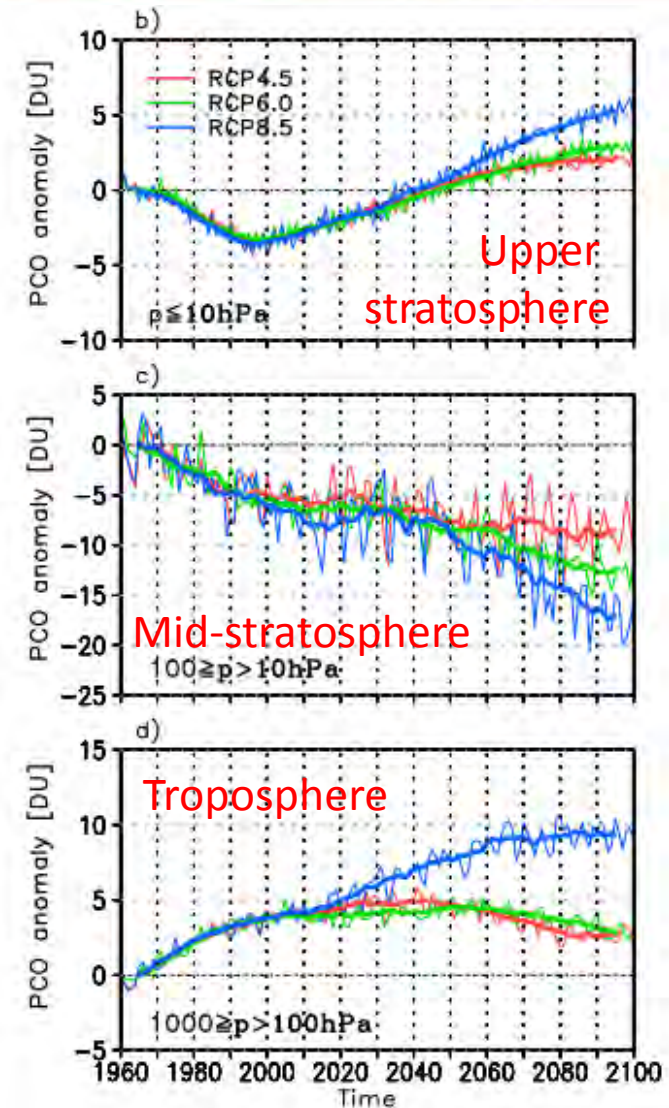 b)
10
5
0
−5
−10
PCO anomaly [DU]
RCP4.5
RCP6.0
RCP8.5
Upper
stratosphere
p≦10hPa
c)
5
0
−5
−10
−15
−20
−25
PCO anomaly [DU]
Mid-stratosphere
100≧p>10hPa
d)
15
10
5
0
−5
PCO anomaly [DU]
Troposphere
1000≧p>100hPa
1960 1980 2000 2020 2040 2060 2080 2100
Time